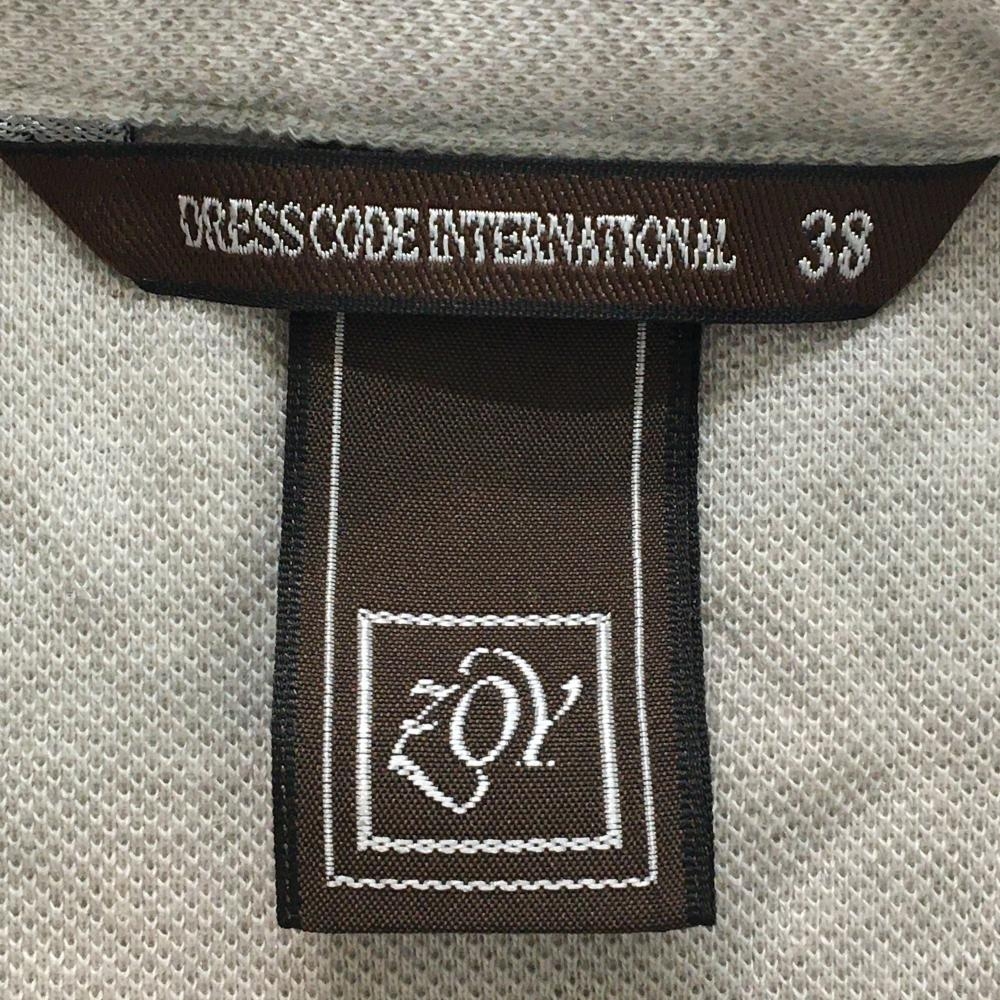 DRESS CODE INTERNATIONAL 38
ZOY